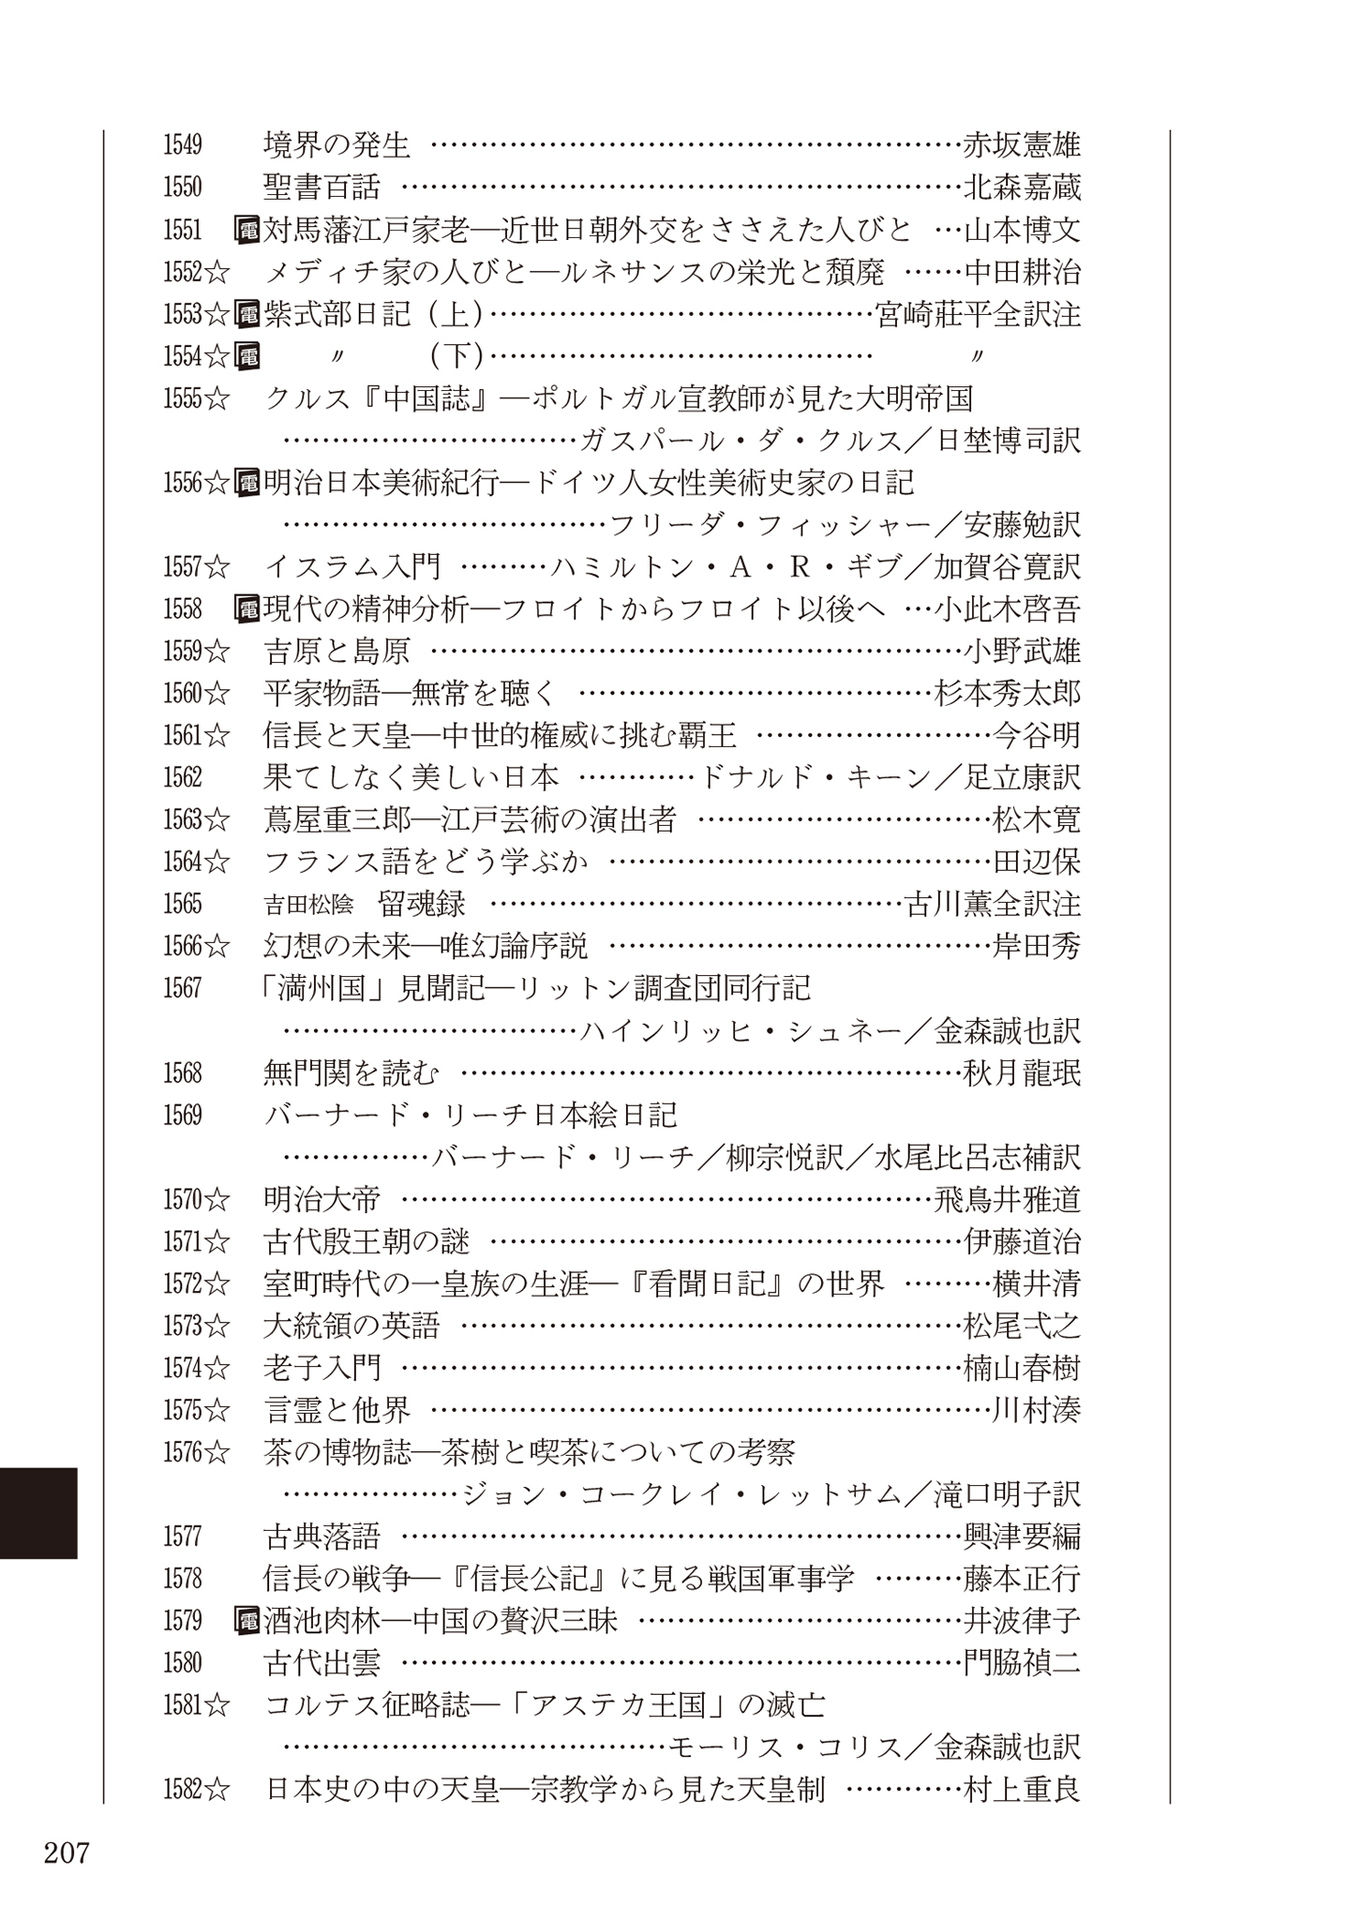 1549 境界の発生 ……………………………………………赤坂憲雄
1550 聖書百話 ………………………………………………北森嘉蔵
1551 電対馬藩江戸家老―近世日朝外交をささえた人びと …山本博文
1552☆ メディチ家の人びと―ルネサンスの栄光と頽廃 ……中田耕治
1553☆電紫式部日記（上）…………………………………宮崎莊平全訳注
1554☆電 〃 （下）………………………………… 〃
1555☆ クルス『中国誌』―ポルトガル宣教師が見た大明帝国
……………………………ガスパール・ダ・クルス／日埜博司訳
1556☆電明治日本美術紀行―ドイツ人女性美術史家の日記
……………………………フリーダ・フィッシャー／安藤勉訳
1557☆ イスラム入門 ………ハミルトン・A・R・ギブ／加賀谷寛訳
1558 電現代の精神分析―フロイトからフロイト以後へ …小此木啓吾
1559☆ 吉原と島原 ………………………………………………小野武雄
1560☆ 平家物語―無常を聴く ………………………………杉本秀太郎
1561☆ 信長と天皇―中世的権威に挑む覇王 ……………………今谷明
1562 果てしなく美しい日本 …………ドナルド・キーン／足立康訳
1563☆ 蔦屋重三郎―江戸芸術の演出者 …………………………松木寛
1564☆ フランス語をどう学ぶか …………………………………田辺保
1565 吉田松陰 留魂録 ……………………………………古川薫全訳注
1566☆ 幻想の未来―唯幻論序説 …………………………………岸田秀
1567 「満州国」見聞記―リットン調査団同行記
…………………………ハインリッヒ・シュネー／金森誠也訳
1568 無門関を読む ……………………………………………秋月龍珉
1569 バーナード・リーチ日本絵日記
……………バーナード・リーチ／柳宗悦訳／水尾比呂志補訳
1570☆ 明治大帝 ………………………………………………飛鳥井雅道
1571☆ 古代殷王朝の謎 …………………………………………伊藤道治
1572☆ 室町時代の一皇族の生涯―『看聞日記』の世界 ………横井清
1573☆ 大統領の英語 ……………………………………………松尾弌之
1574☆ 老子入門 …………………………………………………楠山春樹
1575☆ 言霊と他界 …………………………………………………川村湊
1576☆ 茶の博物誌―茶樹と喫茶についての考察
………………ジョン・コークレイ・レットサム／滝口明子訳
1577 古典落語 …………………………………………………興津要編
1578 信長の戦争―『信長公記』に見る戦国軍事学 ………藤本正行
1579 電酒池肉林―中国の贅沢三昧 ……………………………井波律子
1580 古代出雲 …………………………………………………門脇禎二
1581☆ コルテス征略誌―「アステカ王国」の滅亡
…………………………………モーリス・コリス／金森誠也訳
1582☆ 日本史の中の天皇―宗教学から見た天皇制 …………村上重良
207